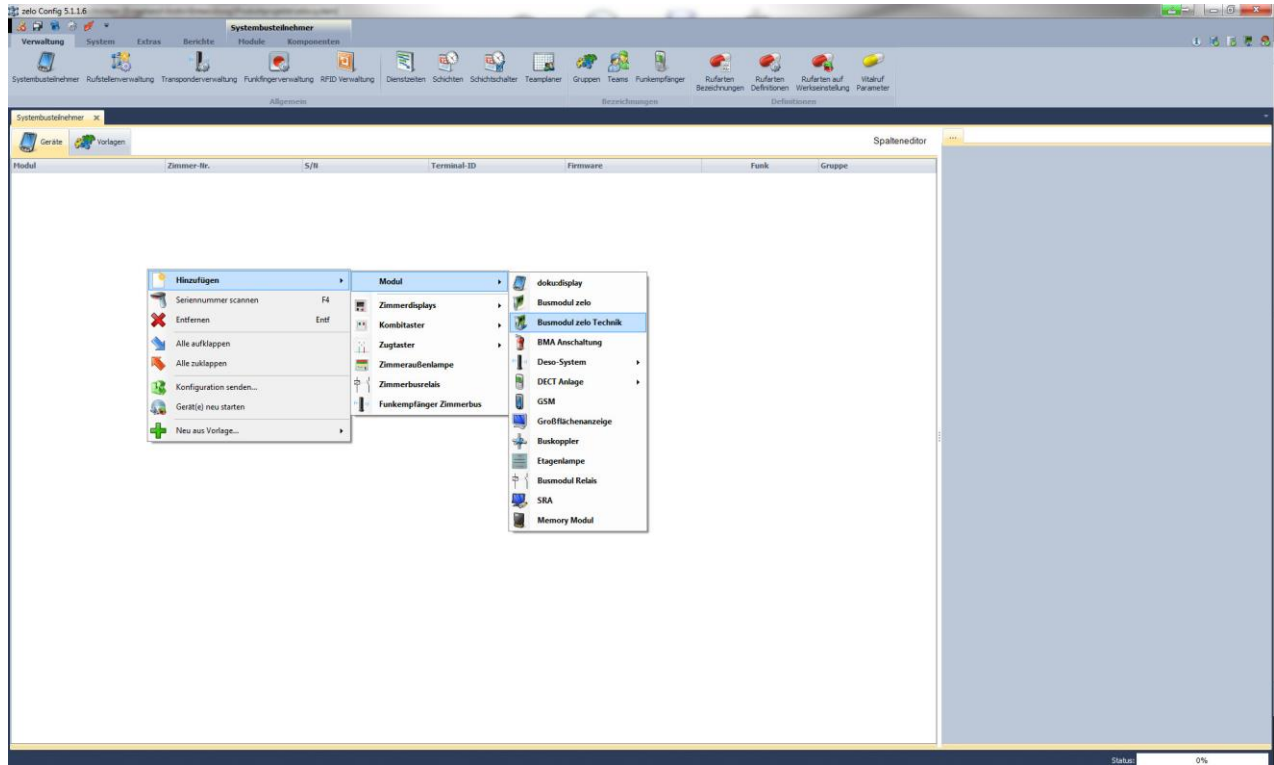 zelo Config 5.1.1.6
Systembusteilnehmer
Verwaltung System Extras Berichte Module Komponenten
Systembusteilnehmer Rufstellenverwaltung Transponderverwaltung Funkfingerverwaltung RFID Verwaltung Dienstzeiten Schichten Schichtschalter Teamplaner Gruppen Teams Funkempfänger Rufarten Bezeichnungen Rufarten Definitionen Rufarten auf Werkseinstellung Vitalruf Parameter
Allgemein Bezeichnungen Definitionen
Systembusteilnehmer
Geräte Vorlagen Spalteneditor ...
Modul Zimmer-Nr. S/N Terminal-ID Firmware Funk Gruppe
Hinzufügen
Seriennummer scannen F4
Entfernen Entf
Alle aufklappen
Alle zuklappen
Konfiguration senden...
Gerät(e) neu starten
Neu aus Vorlage...
Modul
Zimmerdisplays
Kombitaster
Zugtaster
Zimmeraußenlampe
Zimmerbusrelais
Funkempfänger Zimmerbus
doku:display
Busmodul zelo
Busmodul zelo Technik
BMA Anschaltung
Deso-System
DECT Anlage
GSM
Großflächenanzeige
Buskoppler
Etagenlampe
Busmodul Relais
SRA
Memory Modul
Status: 0%